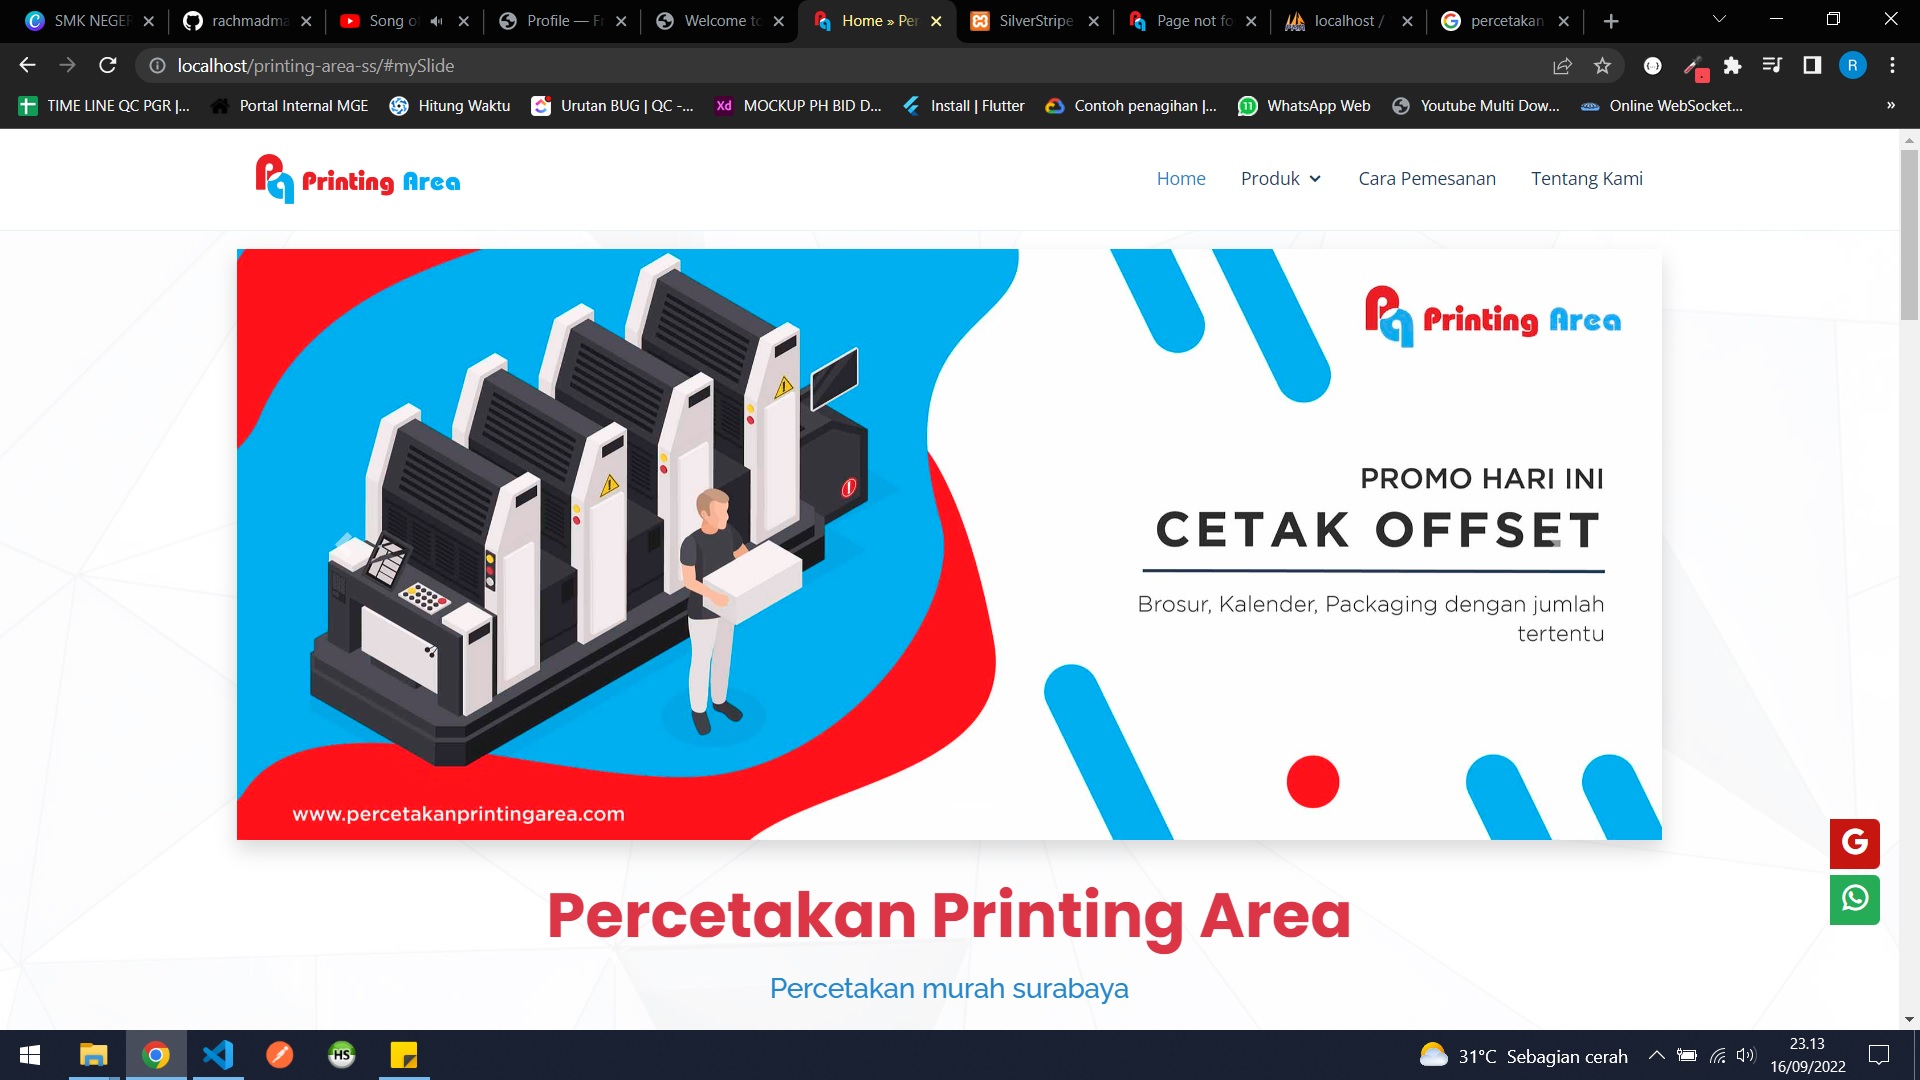 SMK NEGER
rachmadma
Song o
Profile — Fr
Welcome to
Home » Per
SilverStripe
Page not fo
localhost /
percetakan
localhost/printing-area-ss/#mySlide
R
TIME LINE QC PGR |...
Portal Internal MGE
Hitung Waktu
Urutan BUG | QC -...
Xd
MOCKUP PH BID D...
Install | Flutter
Contoh penagihan |...
11
WhatsApp Web
Youtube Multi Dow...
Online WebSocket...
»
Printing Area
Home
Produk
Cara Pemesanan
Tentang Kami
Printing Area
PROMO HARI INI
CETAK OFFSET
Brosur, Kalender, Packaging dengan jumlah
tertentu
www.percetakanprintingarea.com
G
Percetakan Printing Area
Percetakan murah surabaya
HS
31°C Sebagian cerah
23.13
16/09/2022